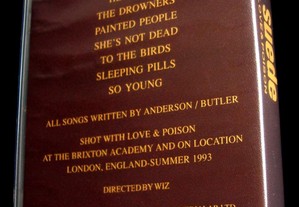 THE DROWNERS
PAINTED PEOPLE
SHE'S NOT DEAD
TO THE BIRDS
SLEEPING PILLS
SO YOUNG
ALL SONGS WRITTEN BY ANDERSON / BUTLER
SHOT WITH LOVE & POISON
AT THE BRIXTON ACADEMY AND ON LOCATION
LONDON, ENGLAND-SUMMER 1993
DIRECTED BY WIZ
suede